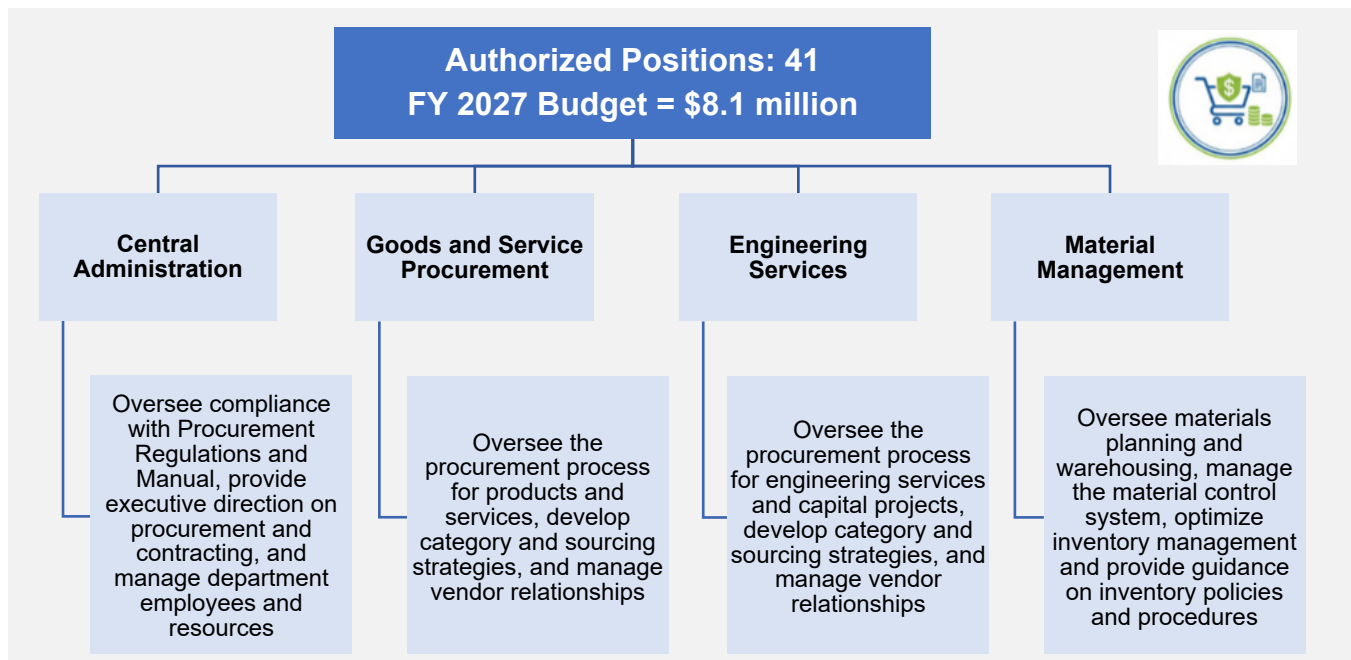 Authorized Positions: 41
FY 2027 Budget = $8.1 million
Central
Administration
Goods and Service
Procurement
Engineering
Services
Material
Management
Oversee compliance
with Procurement
Regulations and
Manual, provide
executive direction on
procurement and
contracting, and
manage department
employees and
resources
Oversee the
procurement process
for products and
services, develop
category and sourcing
strategies, and manage
vendor relationships
Oversee the
procurement process
for engineering services
and capital projects,
develop category and
sourcing strategies, and
manage vendor
relationships
Oversee materials
planning and
warehousing, manage
the material control
system, optimize
inventory management
and provide guidance
on inventory policies
and procedures